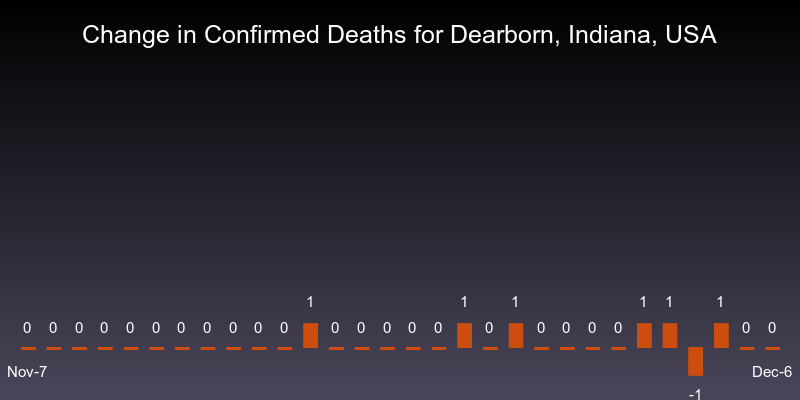 Change in Confirmed Deaths for Dearborn, Indiana, USA
1 1 1 1 1 1
0 0 0 0 0 0 0 0 0 0 0 0 0 0 0 0 0 0 0 0 0 0 0
Nov-7 Dec-6
-1